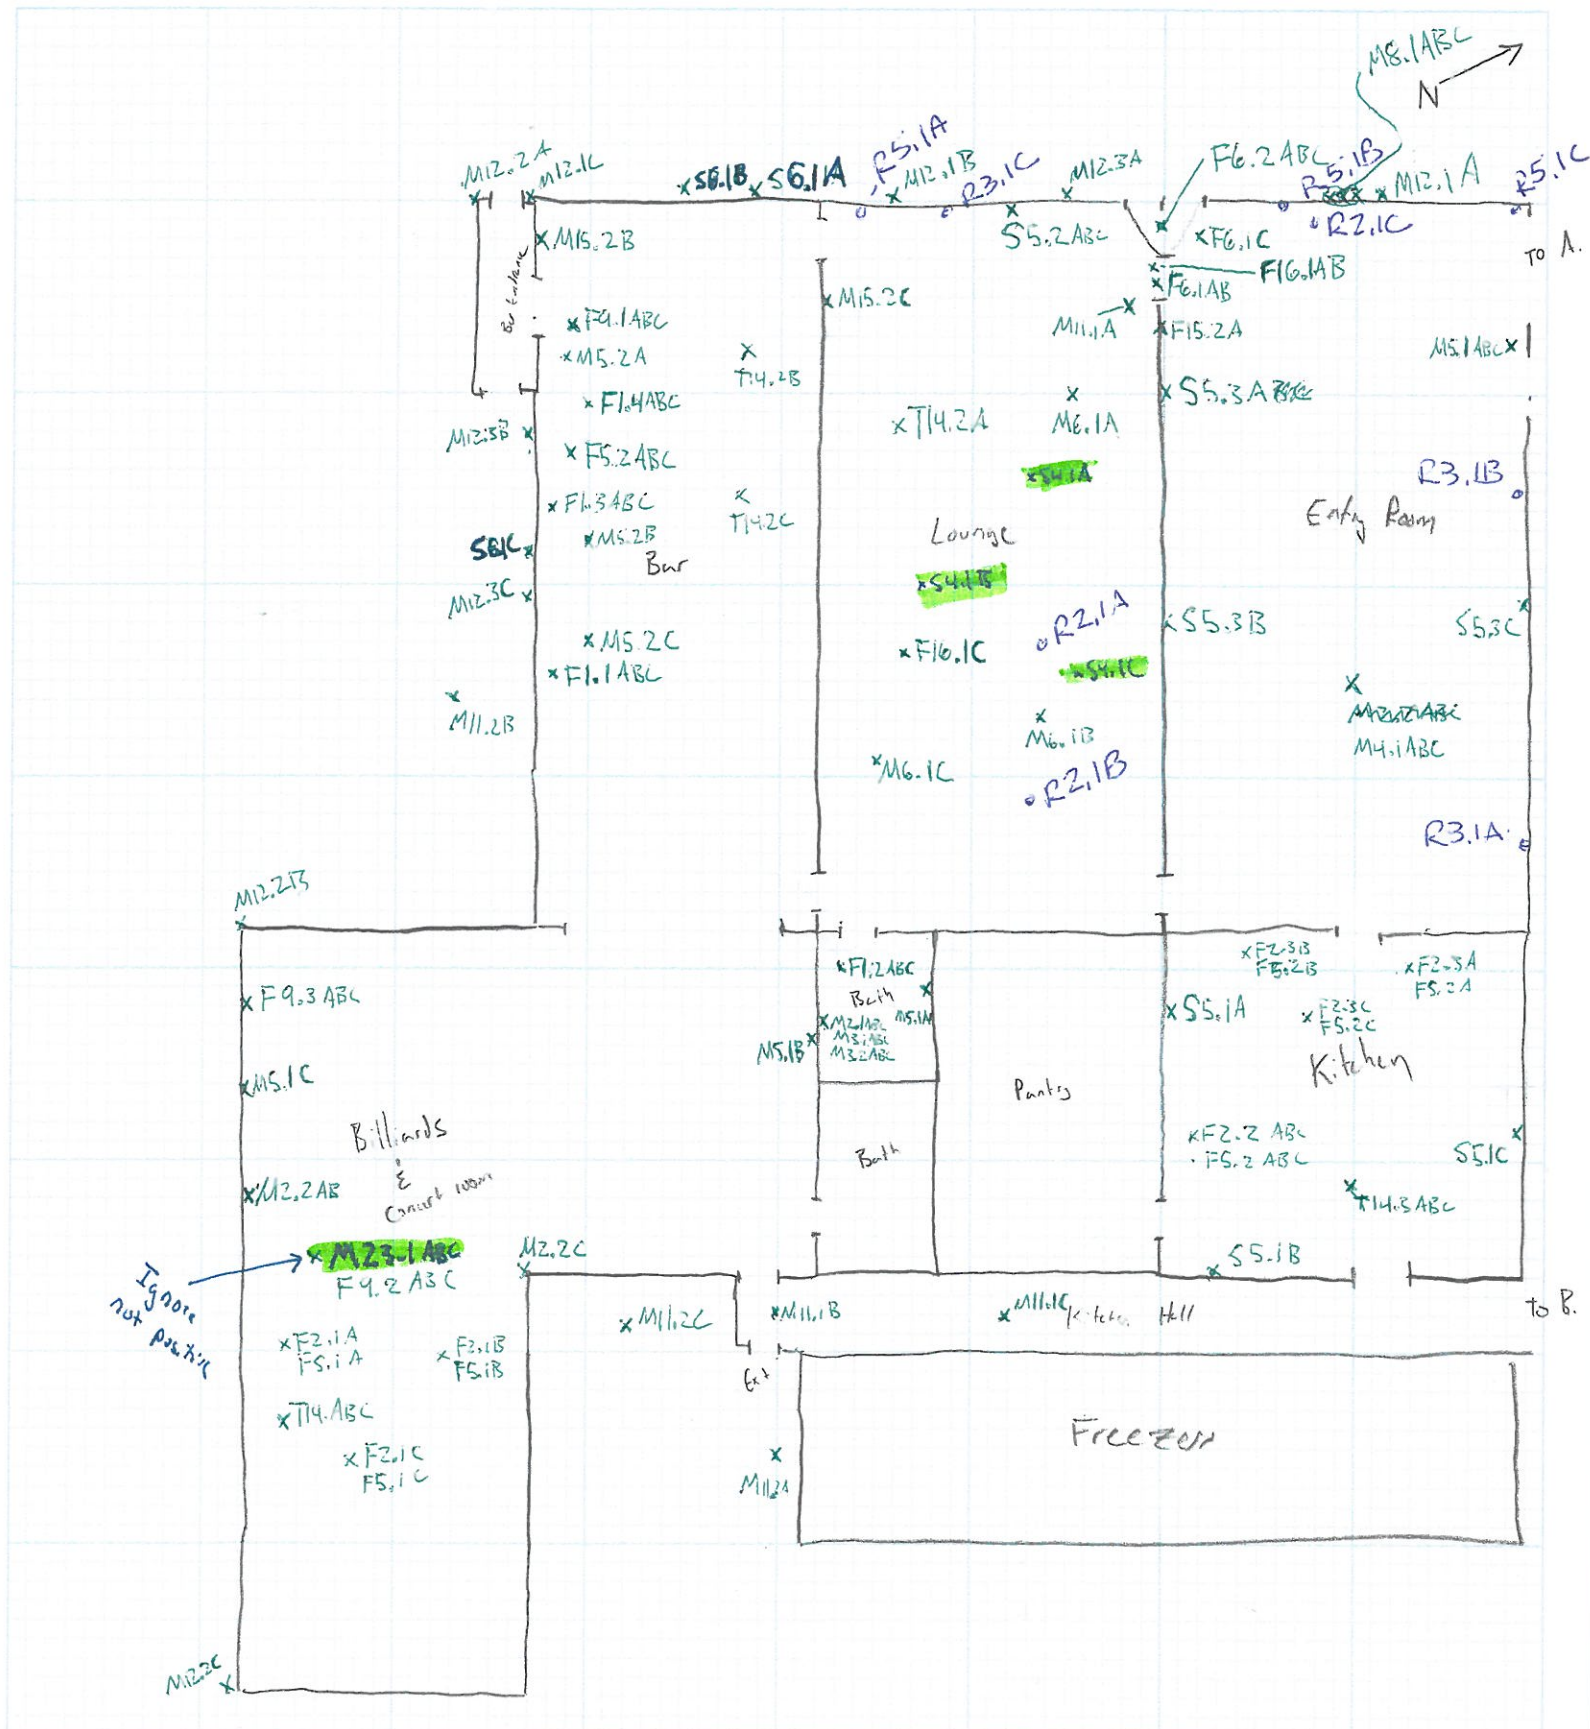 M8.1ABC
N
M12.2A
M12.1C
S6.1B
S6.1A
R5.1A
M12.1B
R3.1C
M12.3A
F6.2ABC
R5.1B
M12.1A
R5.1C
R2.1C
S5.2ABC
F6.1C
TO A.
M15.2B
F16.1AB
F6.1AB
M15.2C
M11.1A
F15.2A
M5.1ABC
F9.1ABC
M5.2A
T14.2B
F1.4ABC
S5.3A
T14.2A
M6.1A
M12.3B
F5.2ABC
S4.1A
R3.1B
F1.3ABC
T14.2C
Entry Room
Lounge
M5.2B
S6.1C
Bar
S4.1B
M12.3C
R2.1A
S5.3B
S5.3C
M5.2C
F16.1C
S4.1C
F1.1ABC
M11.2B
M6.1B
M4.1ABC
M6.1C
R2.1B
R3.1A
M12.2B
F2.3B
F5.2B
F2.3A
F5.2A
F1.2ABC
Bath
F9.3ABC
M5.1A
S5.1A
F2.3C
F5.2C
M2.1ABC
M3.1ABC
M3.2ABC
M5.1B
Kitchen
M5.1C
Pantry
Billiards
&
Concert room
Bath
F2.2 ABC
F5.2 ABC
S5.1C
M2.2AB
T14.3ABC
M23.1ABC
F9.2 ABC
M2.2C
S5.1B
Ignore
not positive
M11.2C
M11.1B
M11.1C
Kitchen Hall
to B.
F2.1A
F5.1A
F2.1B
F5.1B
Ext
T14.ABC
Freezer
F2.1C
F5.1C
M11.2A
M12.2C